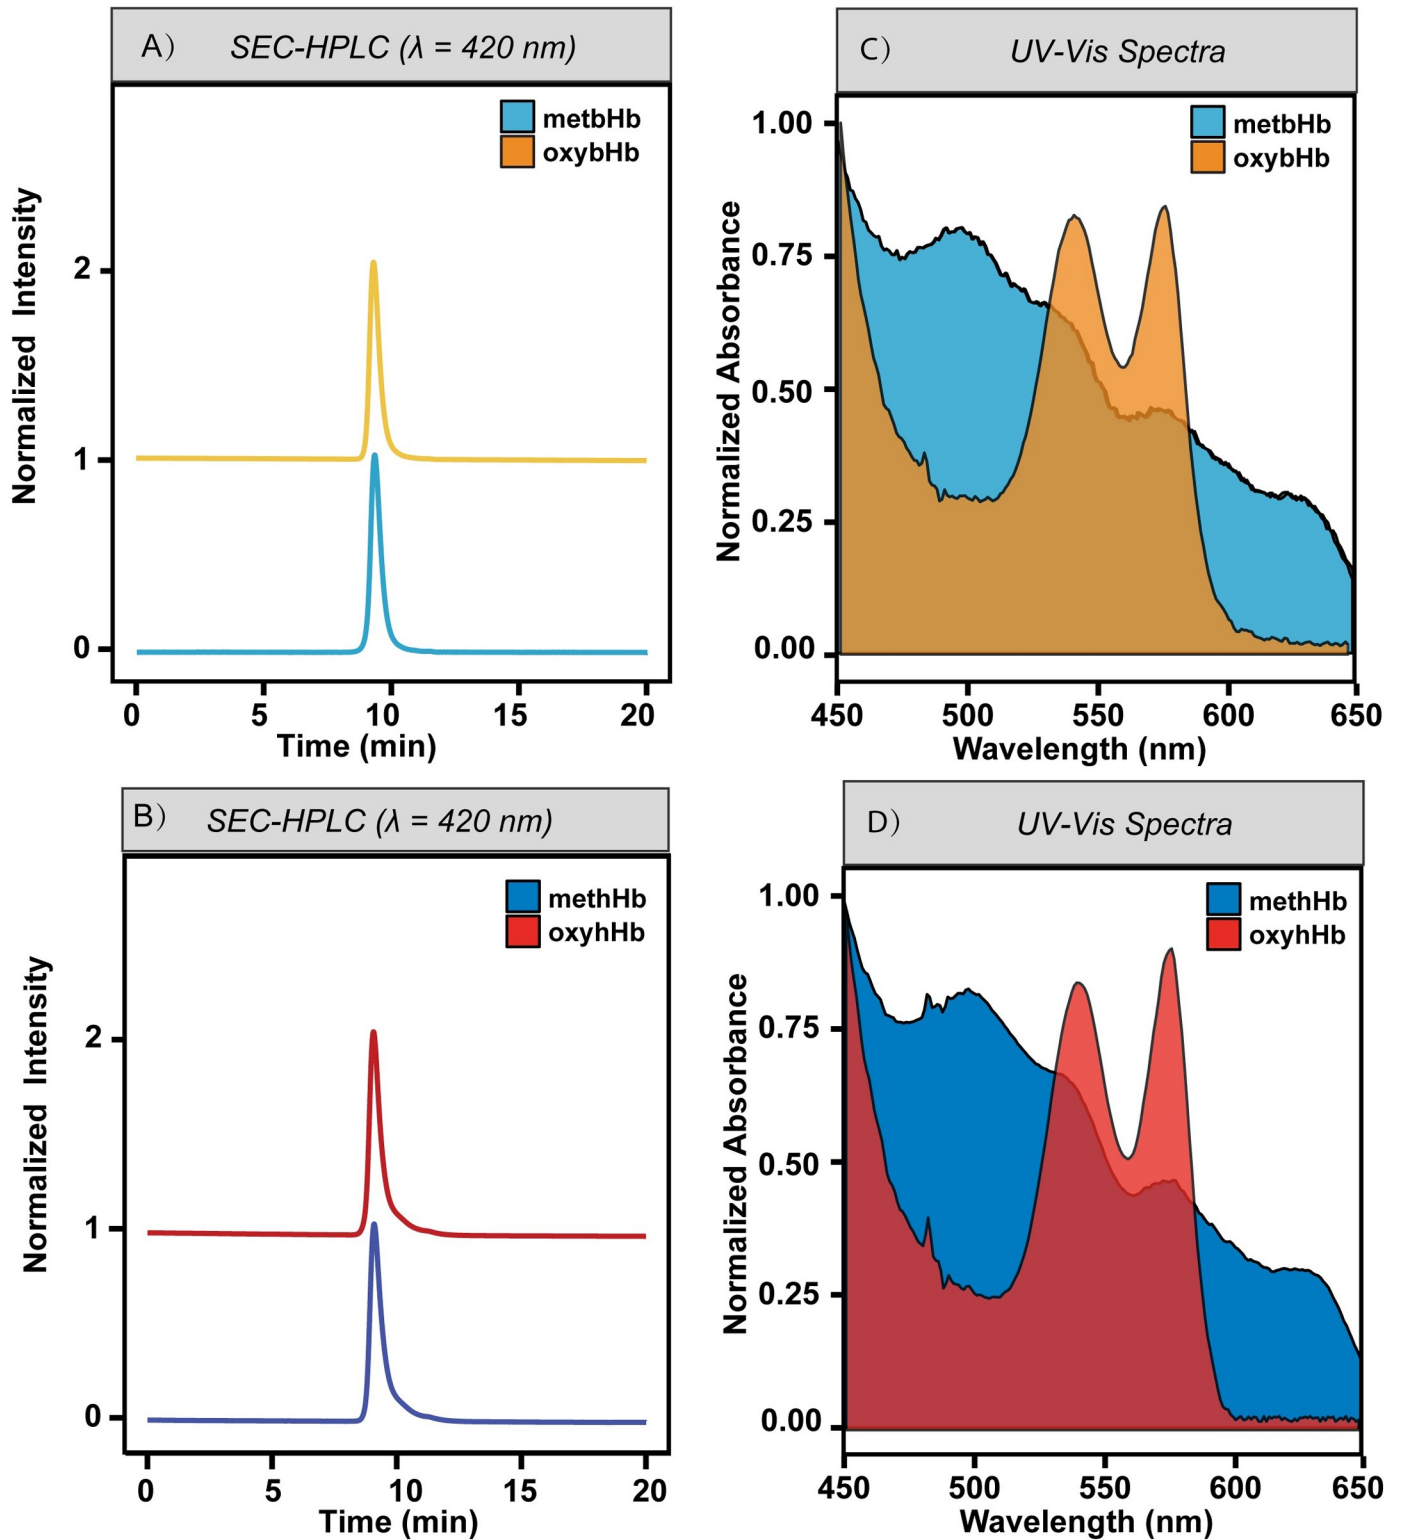 A) SEC-HPLC (λ = 420 nm)
metbHb
oxybHb
Normalized Intensity
2
1
0
0 5 10 15 20
Time (min)
C) UV-Vis Spectra
metbHb
oxybHb
Normalized Absorbance
1.00
0.75
0.50
0.25
0.00
450 500 550 600 650
Wavelength (nm)
B) SEC-HPLC (λ = 420 nm)
methHb
oxyhHb
Normalized Intensity
2
1
0
0 5 10 15 20
Time (min)
D) UV-Vis Spectra
methHb
oxyhHb
Normalized Absorbance
1.00
0.75
0.50
0.25
0.00
450 500 550 600 650
Wavelength (nm)